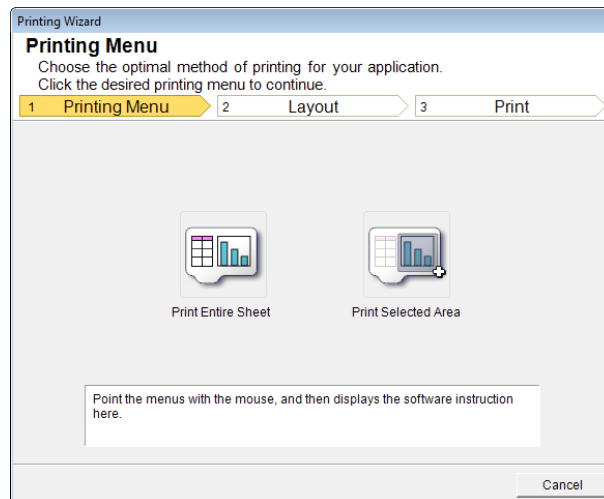 Printing Wizard
Printing Menu
Choose the optimal method of printing for your application.
Click the desired printing menu to continue.
1 Printing Menu 2 Layout 3 Print
Print Entire Sheet Print Selected Area
Point the menus with the mouse, and then displays the software instruction
here.
Cancel